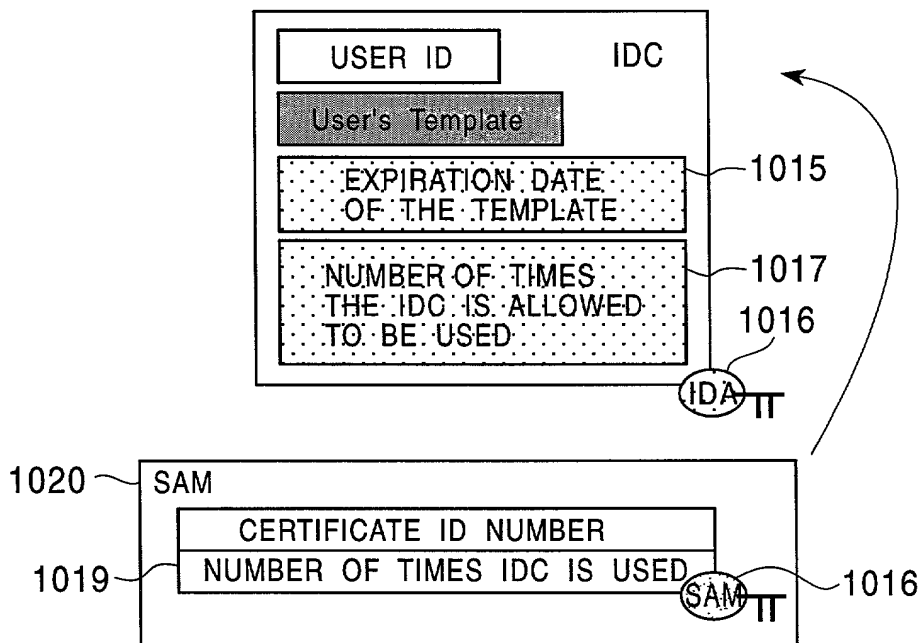 USER ID
IDC
User's Template
EXPIRATION DATE
OF THE TEMPLATE
1015
NUMBER OF TIMES
THE IDC IS ALLOWED
TO BE USED
1017
1016
IDA
1020
SAM
CERTIFICATE ID NUMBER
1019
NUMBER OF TIMES IDC IS USED
SAM
1016